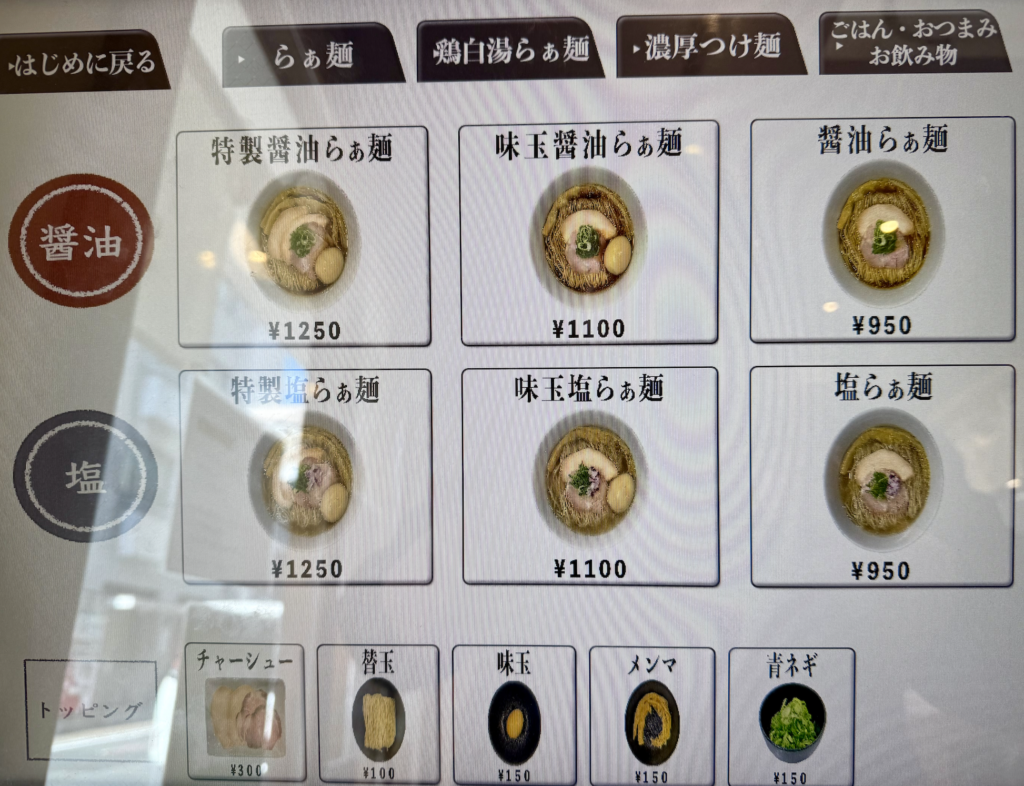 ▸はじめに戻る
▸らぁ麺
▸鶏白湯らぁ麺
▸濃厚つけ麺
▸ごはん・おつまみ
お飲み物
醤油
特製醤油らぁ麺
¥1250
味玉醤油らぁ麺
¥1100
醤油らぁ麺
¥950
塩
特製塩らぁ麺
¥1250
味玉塩らぁ麺
¥1100
塩らぁ麺
¥950
トッピング
チャーシュー
¥300
替玉
¥100
味玉
¥150
メンマ
¥150
青ネギ
¥150